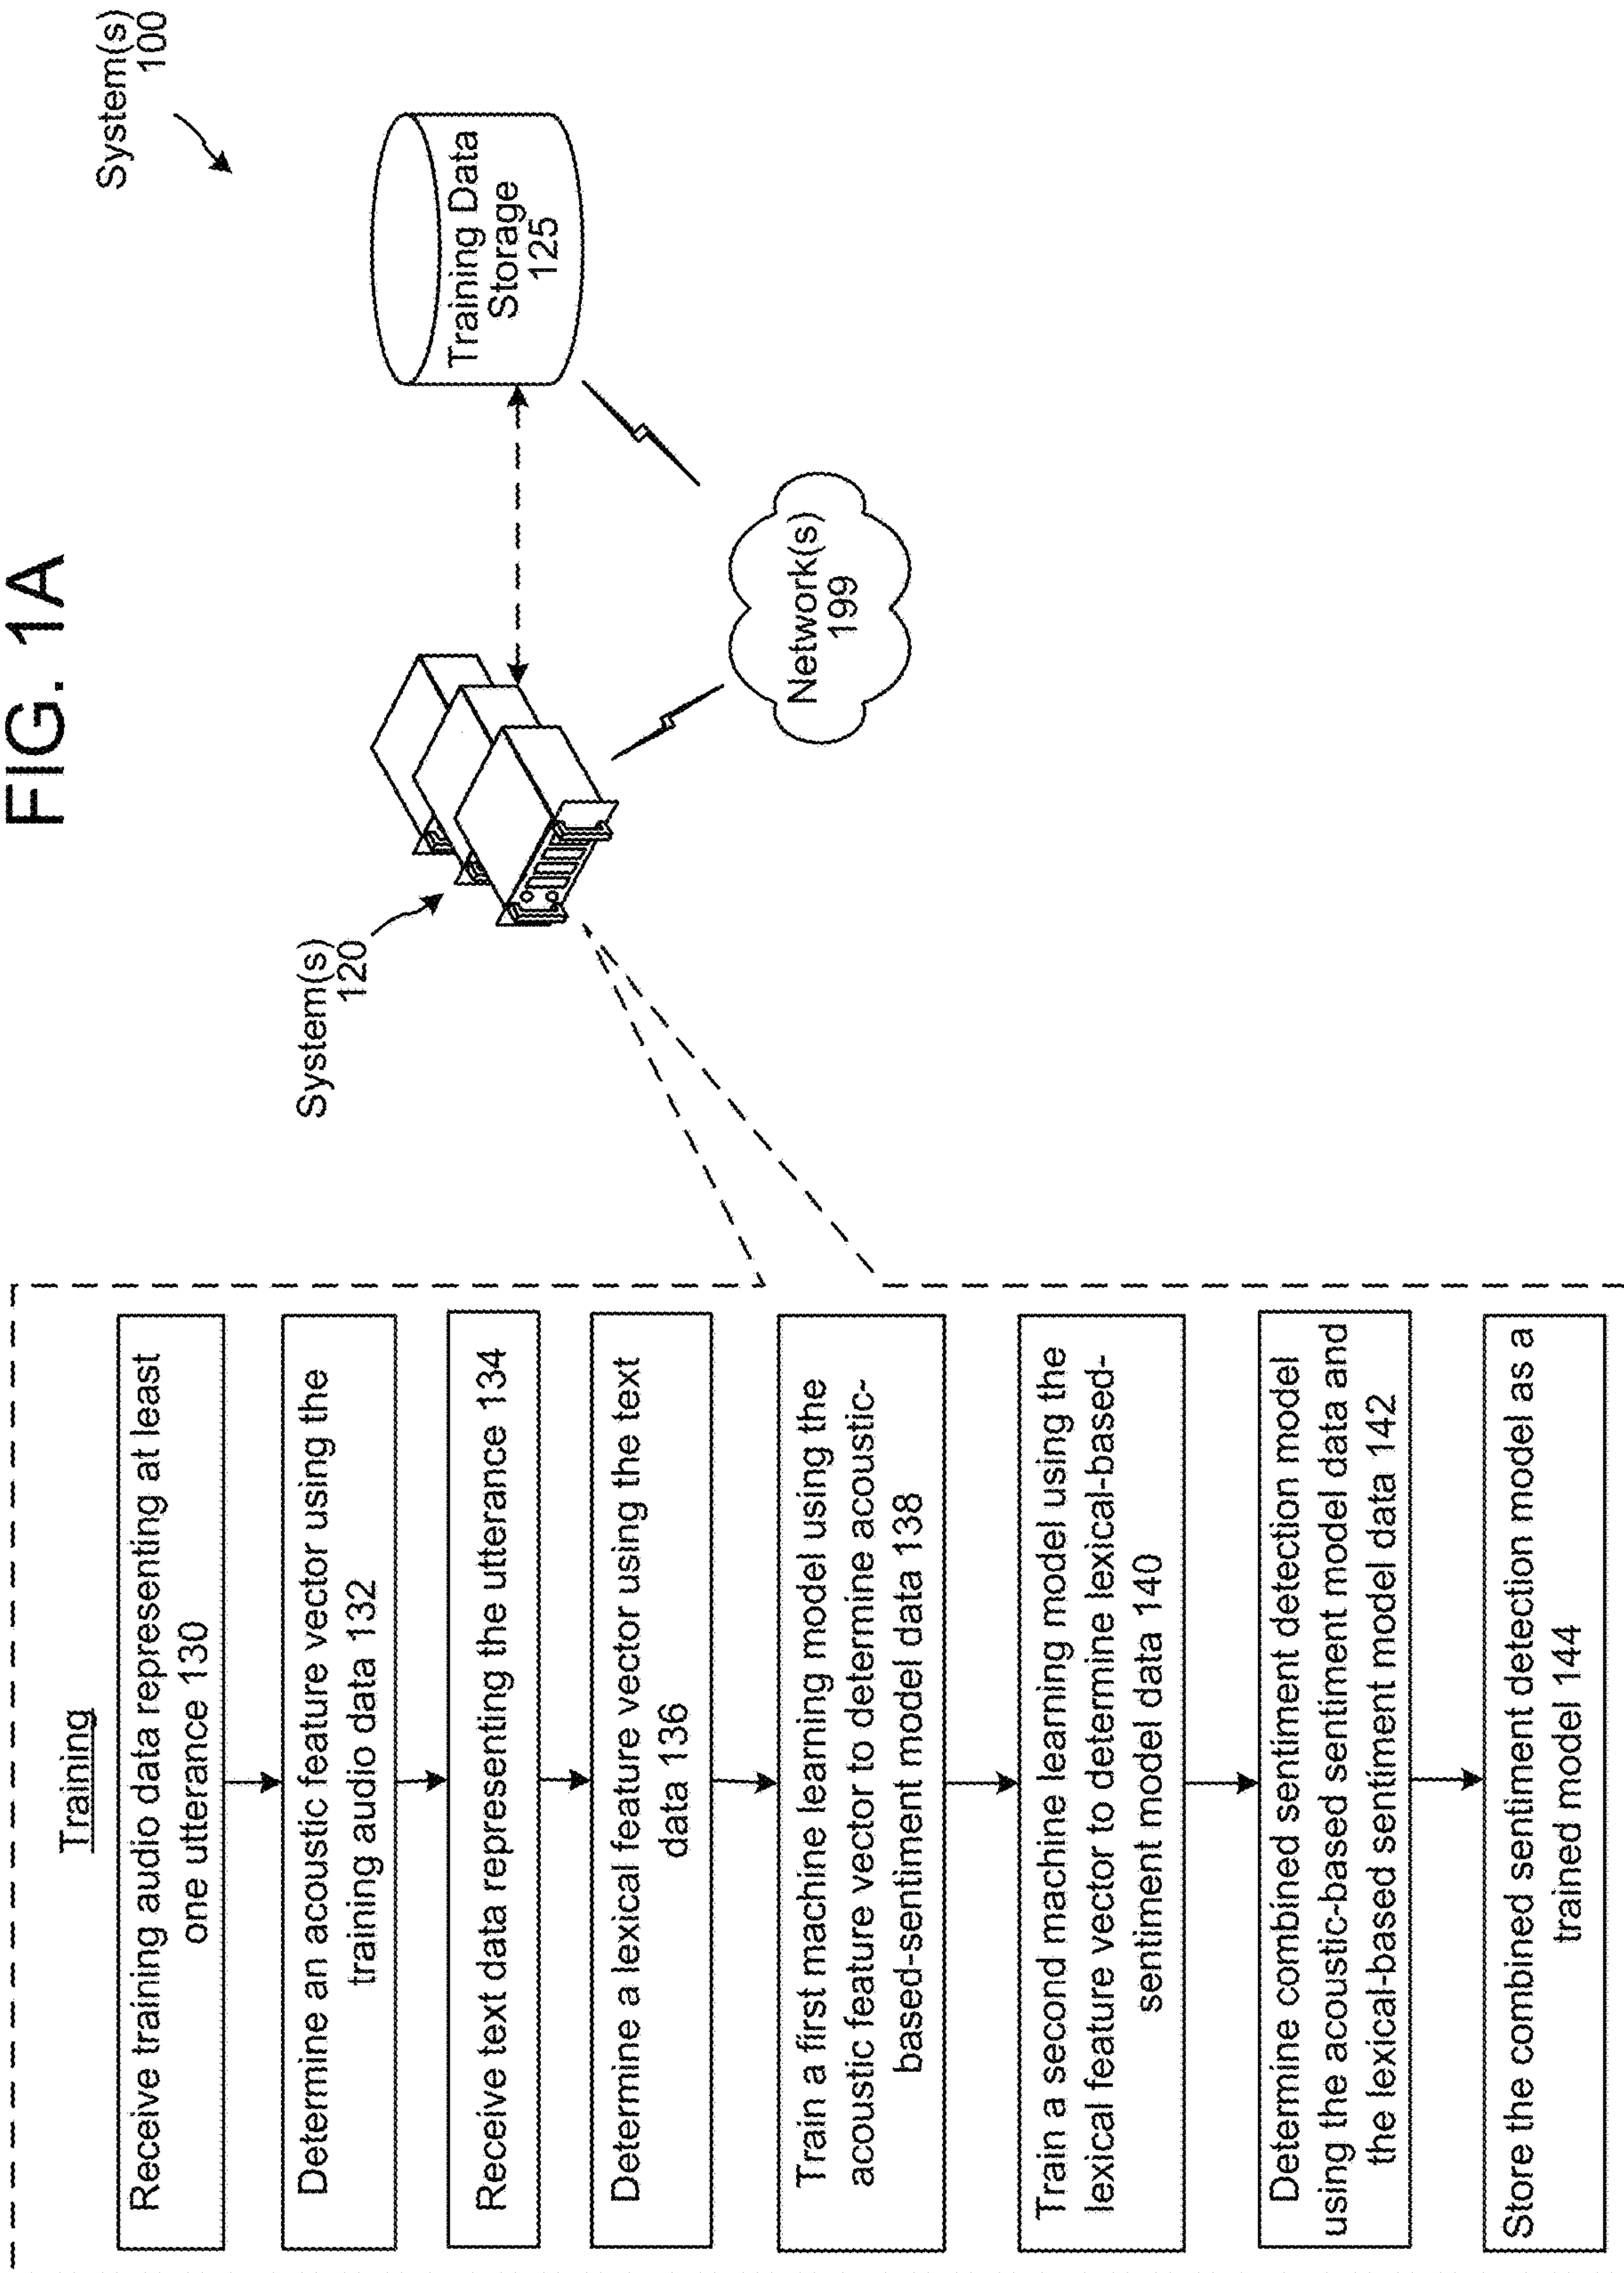 FIG. 1A
System(s)
100
Training Data
Storage
125
System(s)
120
Network(s)
199
Training
Receive training audio data representing at least
one utterance 130
Determine an acoustic feature vector using the
training audio data 132
Receive text data representing the utterance 134
Determine a lexical feature vector using the text
data 136
Train a first machine learning model using the
acoustic feature vector to determine acoustic-
based-sentiment model data 138
Train a second machine learning model using the
lexical feature vector to determine lexical-based-
sentiment model data 140
Determine combined sentiment detection model
using the acoustic-based sentiment model data and
the lexical-based sentiment model data 142
Store the combined sentiment detection model as a
trained model 144